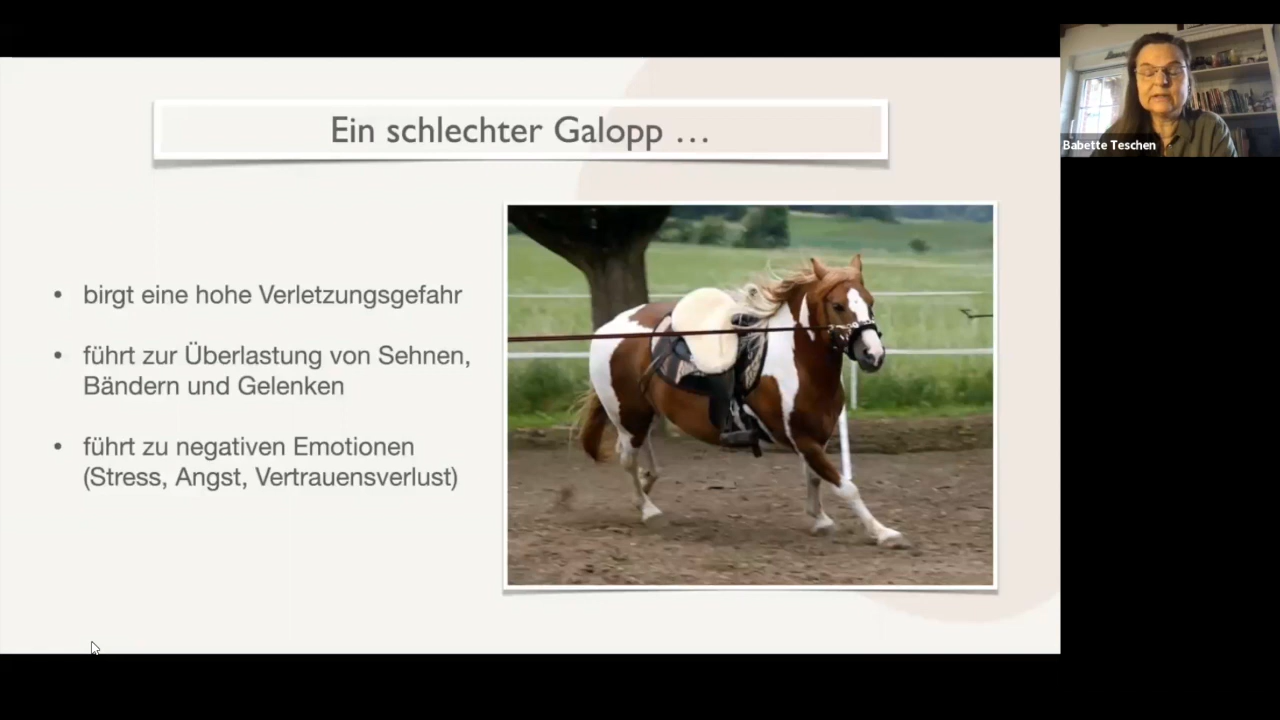 Ein schlechter Galopp …
• birgt eine hohe Verletzungsgefahr
• führt zur Überlastung von Sehnen,
Bändern und Gelenken
• führt zu negativen Emotionen
(Stress, Angst, Vertrauensverlust)
Babette Teschen